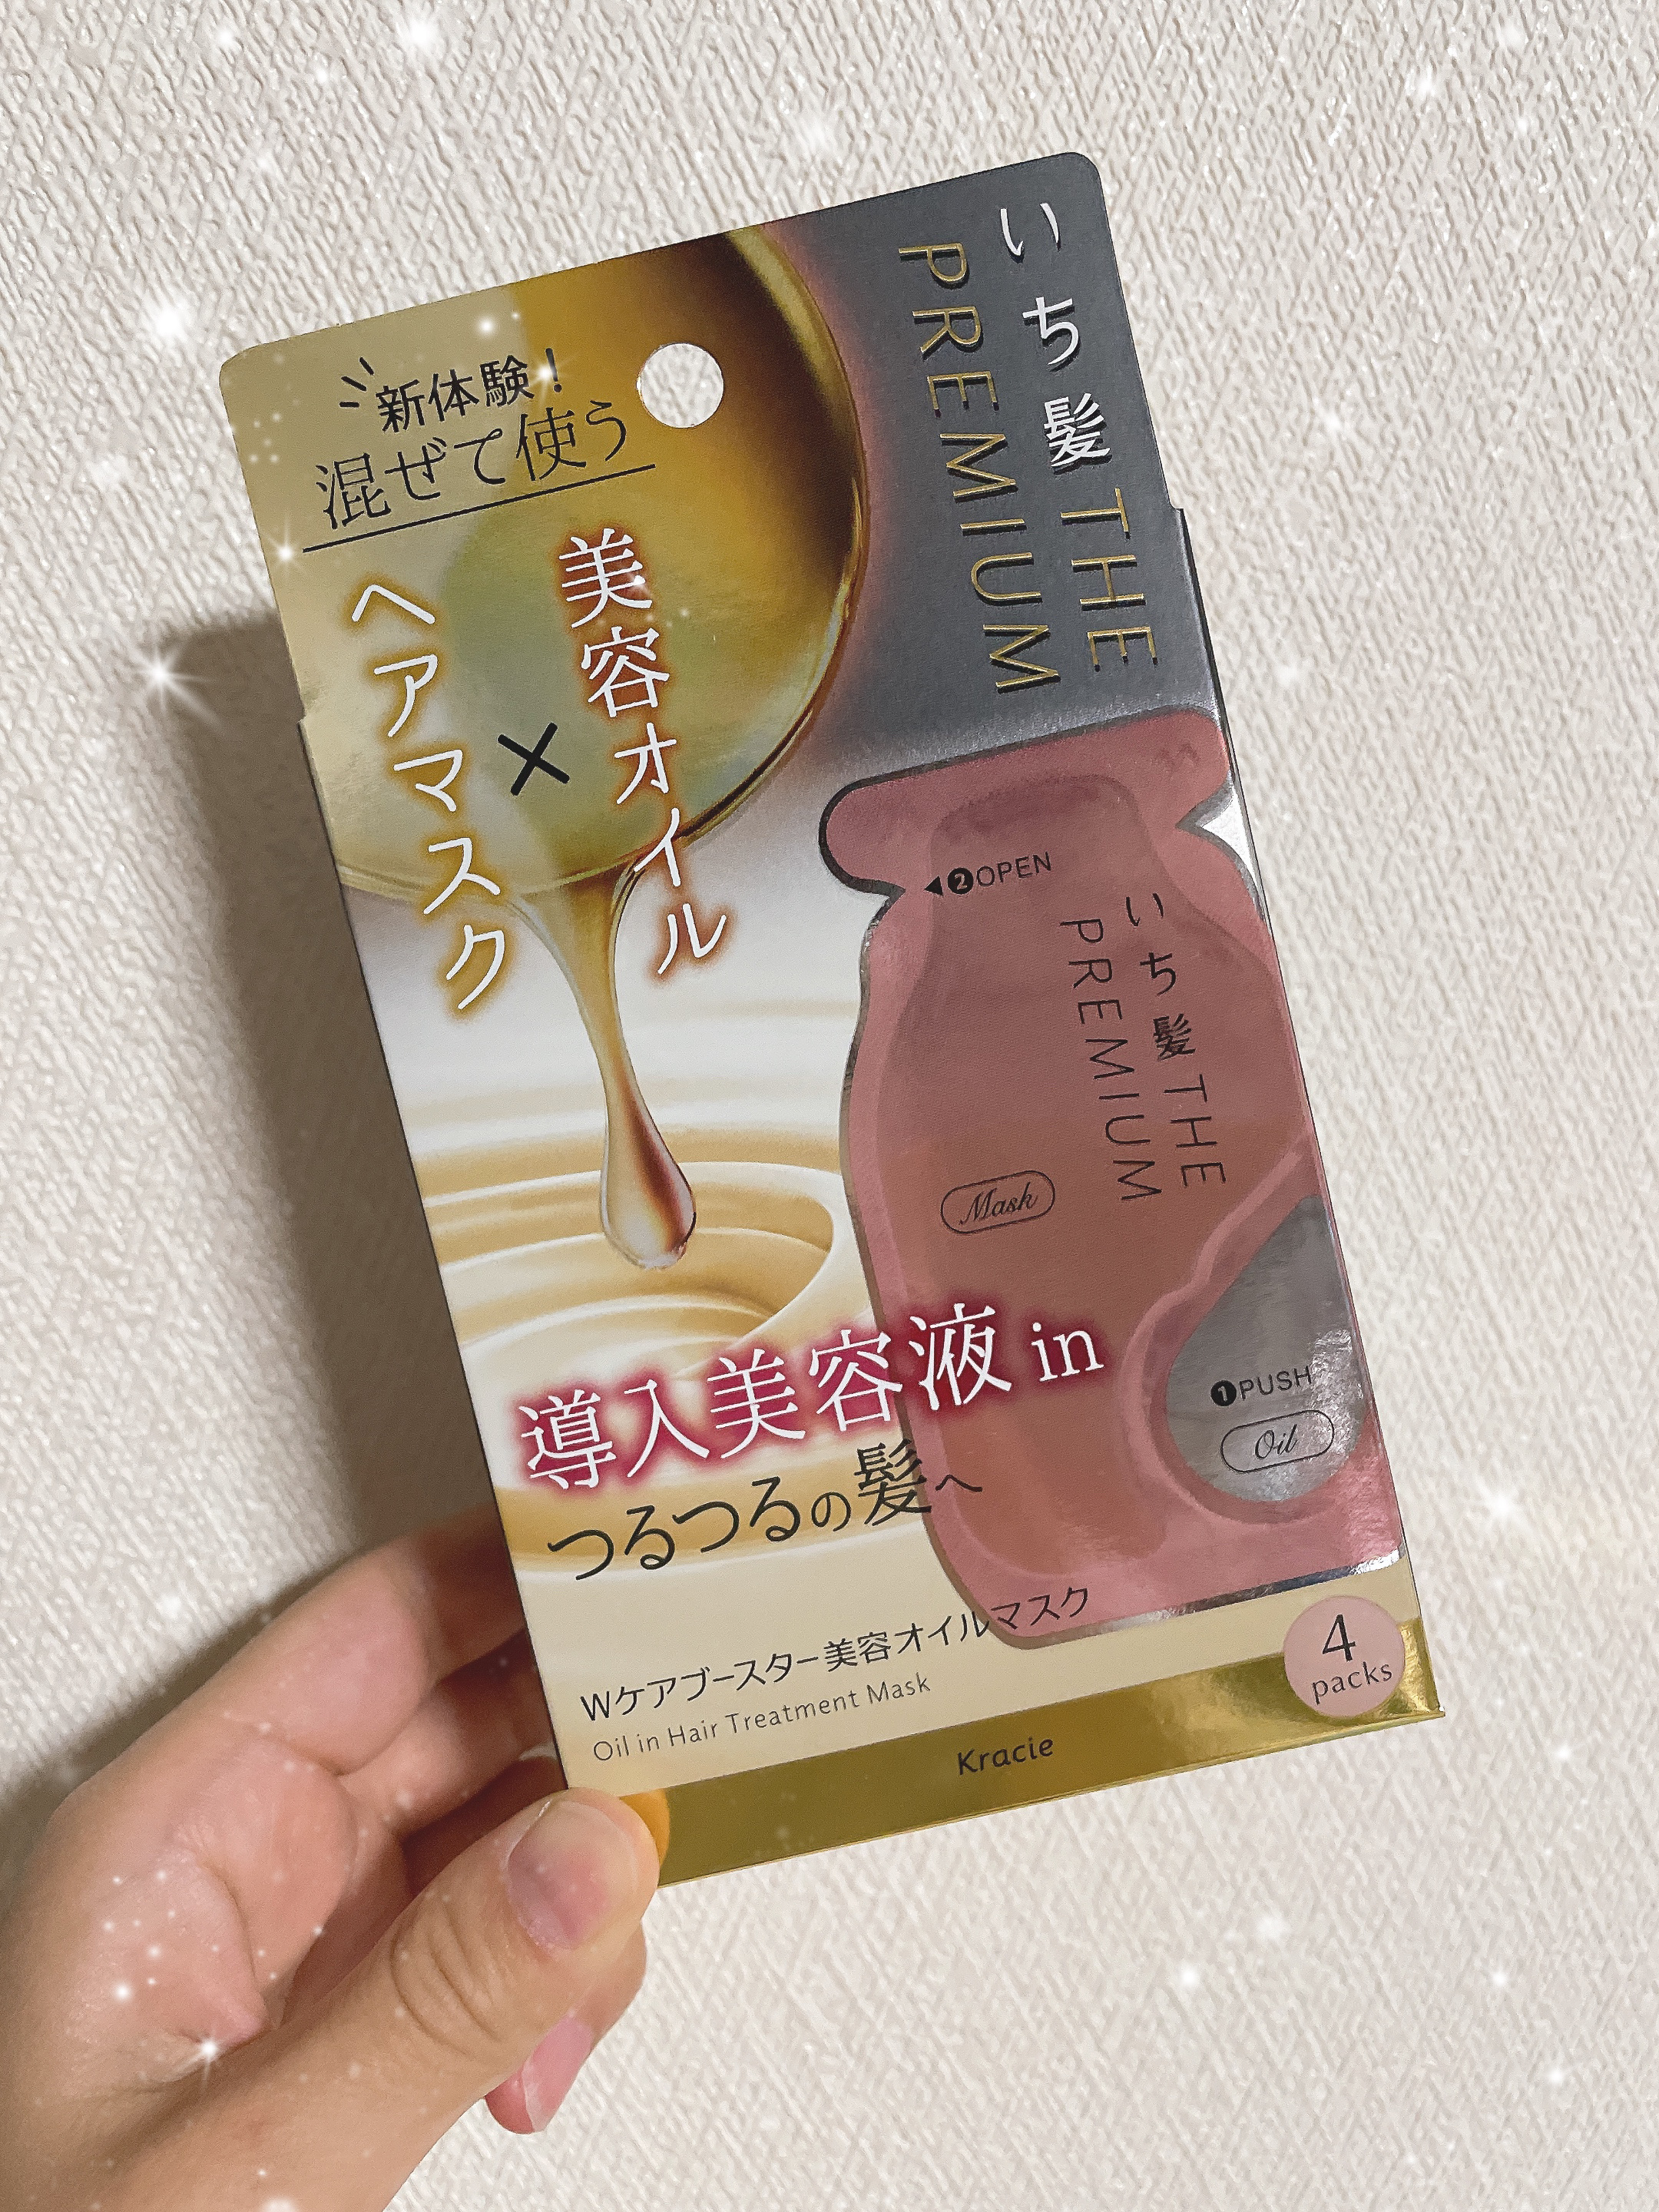 いち髪 THE
PREMIUM
新体験!
混ぜて使う
美容オイル
×
ヘアマスク
◀❷OPEN
いち髪 THE
PREMIUM
Mask
❶PUSH
Oil
導入美容液 in
つるつるの髪へ
Wケアブースター美容オイルマスク
Oil in Hair Treatment Mask
4
packs
Kracie